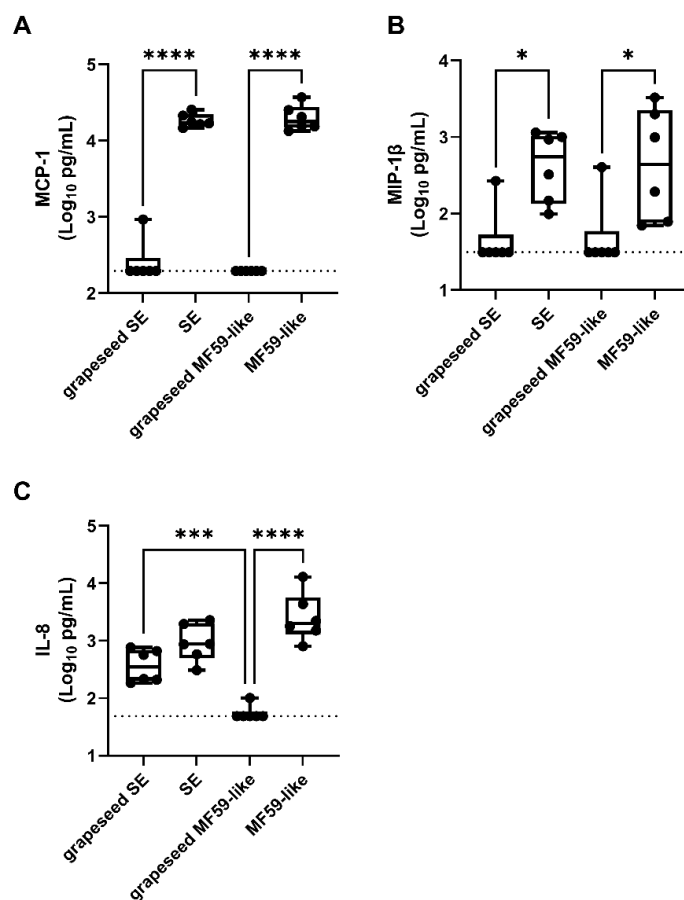 A
**** ****
5
4
3
2
MCP-1
(Log10 pg/mL)
grapeseed SE
SE
grapeseed MF59-like
MF59-like
B
* *
4
3
2
1
MIP-1β
(Log10 pg/mL)
grapeseed SE
SE
grapeseed MF59-like
MF59-like
C
*** ****
5
4
3
2
1
IL-8
(Log10 pg/mL)
grapeseed SE
SE
grapeseed MF59-like
MF59-like